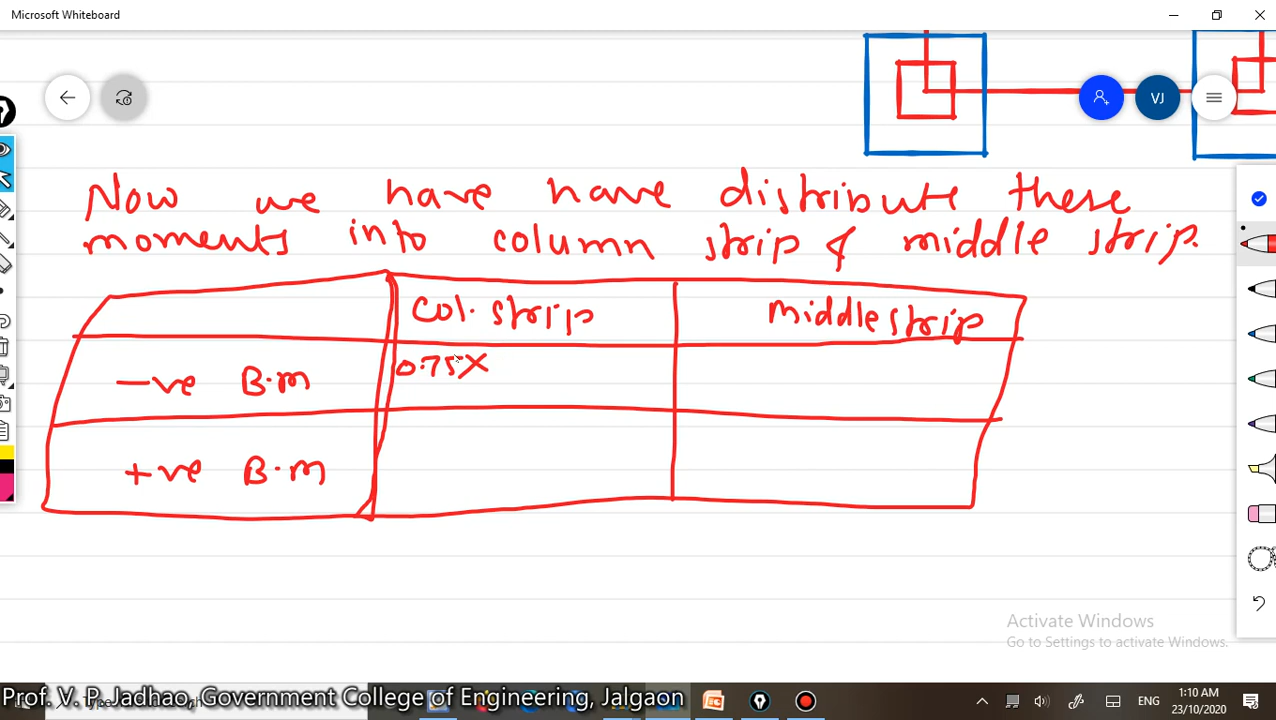 Microsoft Whiteboard
VJ
Now we have have distribute these
moments into column strip & middle strip.
Col. strip
middle strip
-ve B.m
0.75X
+ve B.m
Activate Windows
Go to Settings to activate Windows.
Prof. V. P.Jadhao, Government College of Engineering, Jalgaon
ENG
1:10 AM
23/10/2020